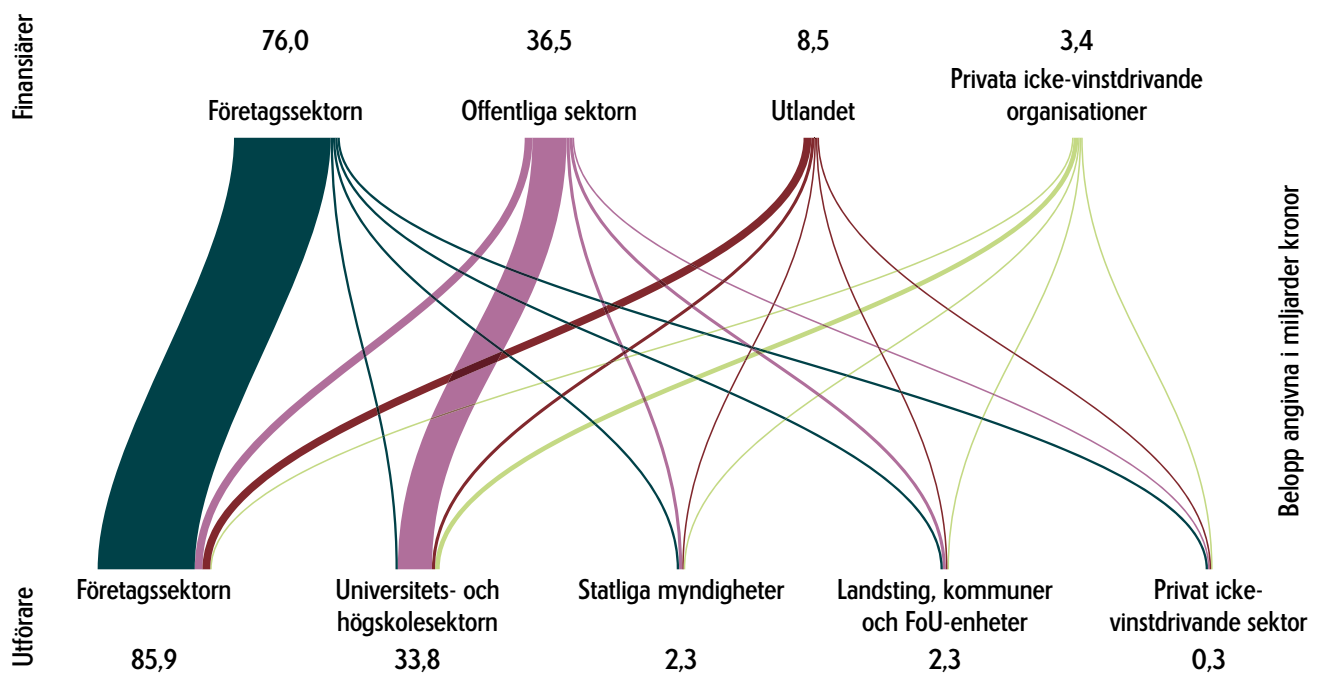 Finansiärer
76,0
36,5
8,5
3,4
Företagssektorn
Offentliga sektorn
Utlandet
Privata icke-vinstdrivande
organisationer
Belopp angivna i miljarder kronor
Utförare
Företagssektorn
Universitets- och
högskolesektorn
Statliga myndigheter
Landsting, kommuner
och FoU-enheter
Privat icke-
vinstdrivande sektor
85,9
33,8
2,3
2,3
0,3